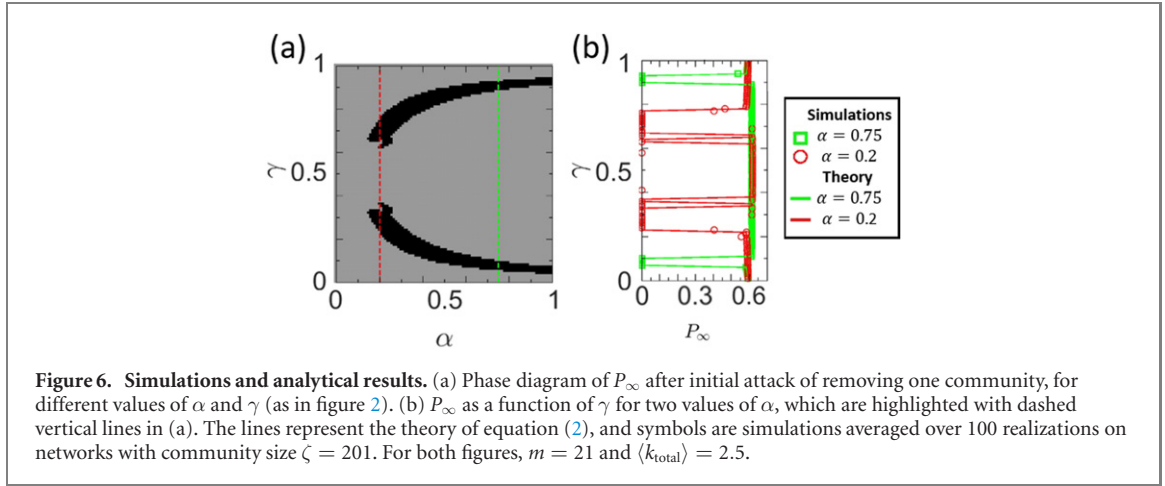 (a)
(b)
1
γ 0.5
0
0 0.5 1
α
1
γ 0.5
0
0 0.3 0.6
P∞
Simulations
α = 0.75
α = 0.2
Theory
α = 0.75
α = 0.2
Figure 6. Simulations and analytical results. (a) Phase diagram of P∞ after initial attack of removing one community, for
different values of α and γ (as in figure 2). (b) P∞ as a function of γ for two values of α, which are highlighted with dashed
vertical lines in (a). The lines represent the theory of equation (2), and symbols are simulations averaged over 100 realizations on
networks with community size ζ = 201. For both figures, m = 21 and ⟨k_total⟩ = 2.5.